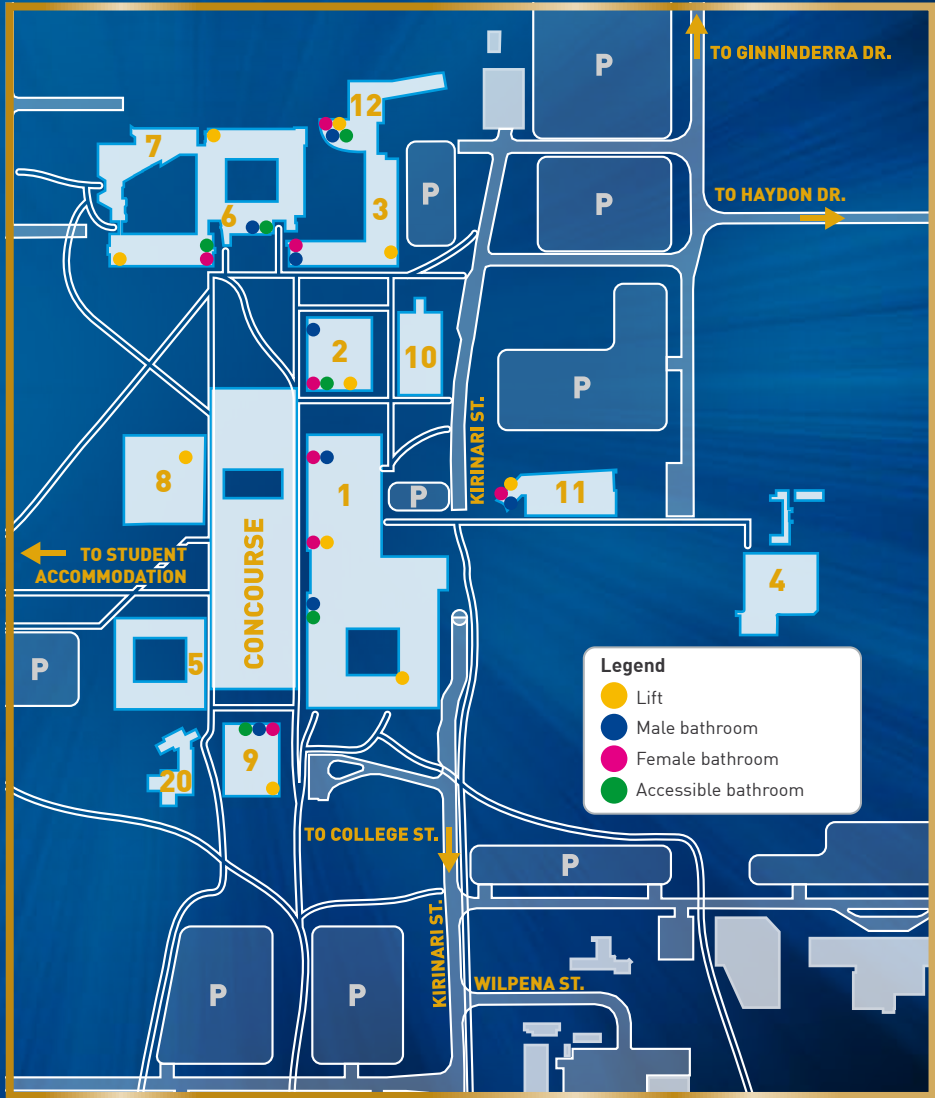 P
TO GINNINDERRA DR.
12
7
P
P
TO HAYDON DR.
3
6
2
10
P
KIRINARI ST.
8
1
P
11
CONCOURSE
TO STUDENT
ACCOMMODATION
4
P
5
Legend
Lift
Male bathroom
Female bathroom
Accessible bathroom
9
20
TO COLLEGE ST.
P
KIRINARI ST.
WILPENA ST.
P
P